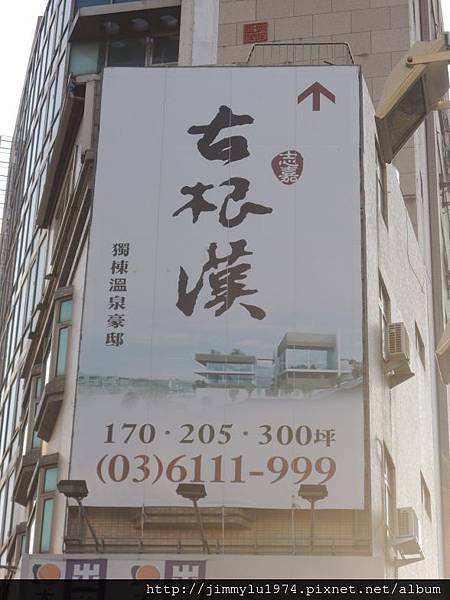 古根漢
志嘉
獨棟溫泉豪邸
170·205·300坪
(03)6111-999
http://jimmylu1974.pixnet.net/album